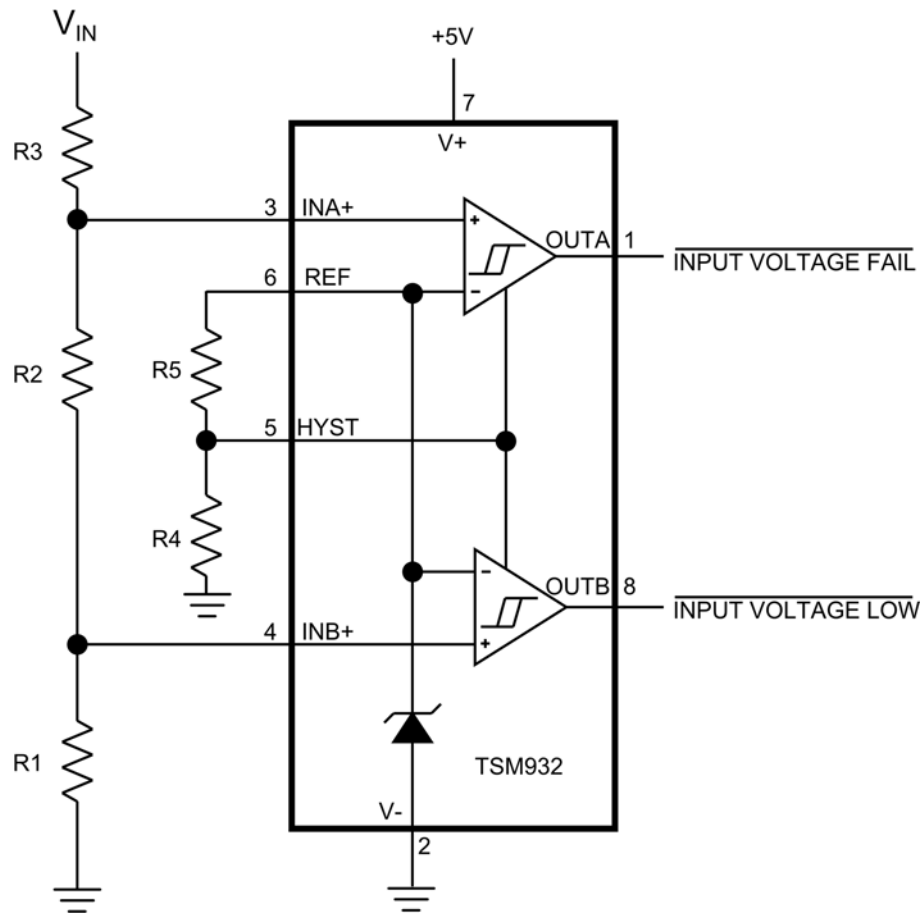 V_IN
+5V
7
V+
R3
3 INA+
OUTA 1
INPUT VOLTAGE FAIL
6 REF
R2
R5
5 HYST
R4
OUTB 8
INPUT VOLTAGE LOW
4 INB+
R1
TSM932
V-
2
+
-
-
+